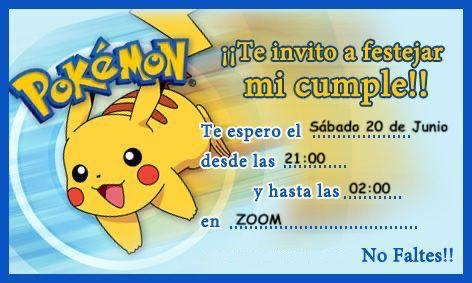 POKéMON®
¡¡Te invito a festejar
mi cumple!!
Te espero el Sábado 20 de Junio
desde las 21:00
y hasta las 02:00
en ZOOM
No Faltes!!